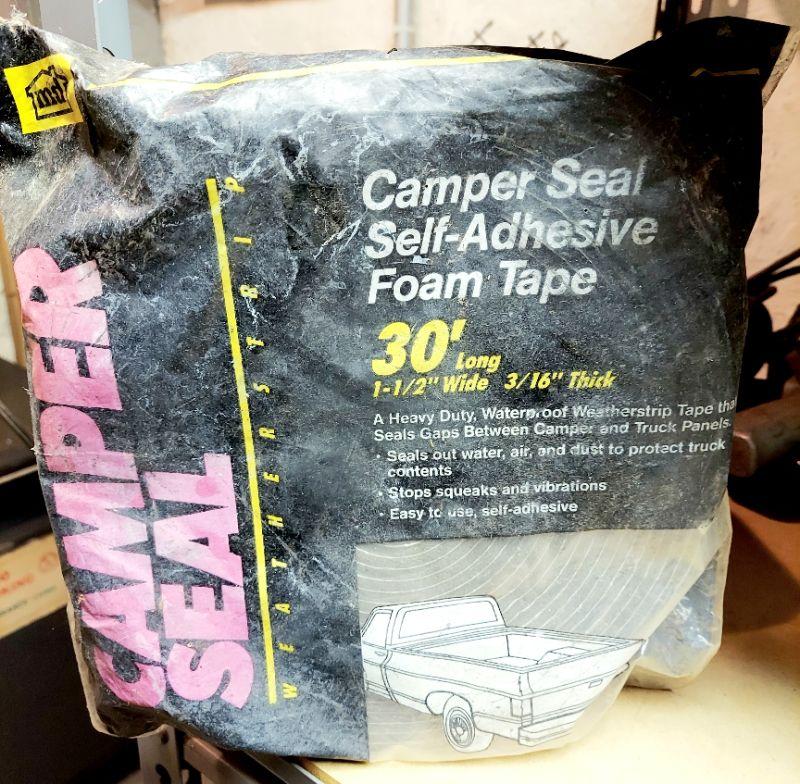 CAMPER
SEAL
WEATHERSTRIP
Camper Seal
Self-Adhesive
Foam Tape
30' Long
1-1/2" Wide 3/16" Thick
A Heavy Duty, Waterproof Weatherstrip Tape tha
Seals Gaps Between Camper and Truck Panels.
• Seals out water, air, and dust to protect truck
contents
• Stops squeaks and vibrations
• Easy to use, self-adhesive